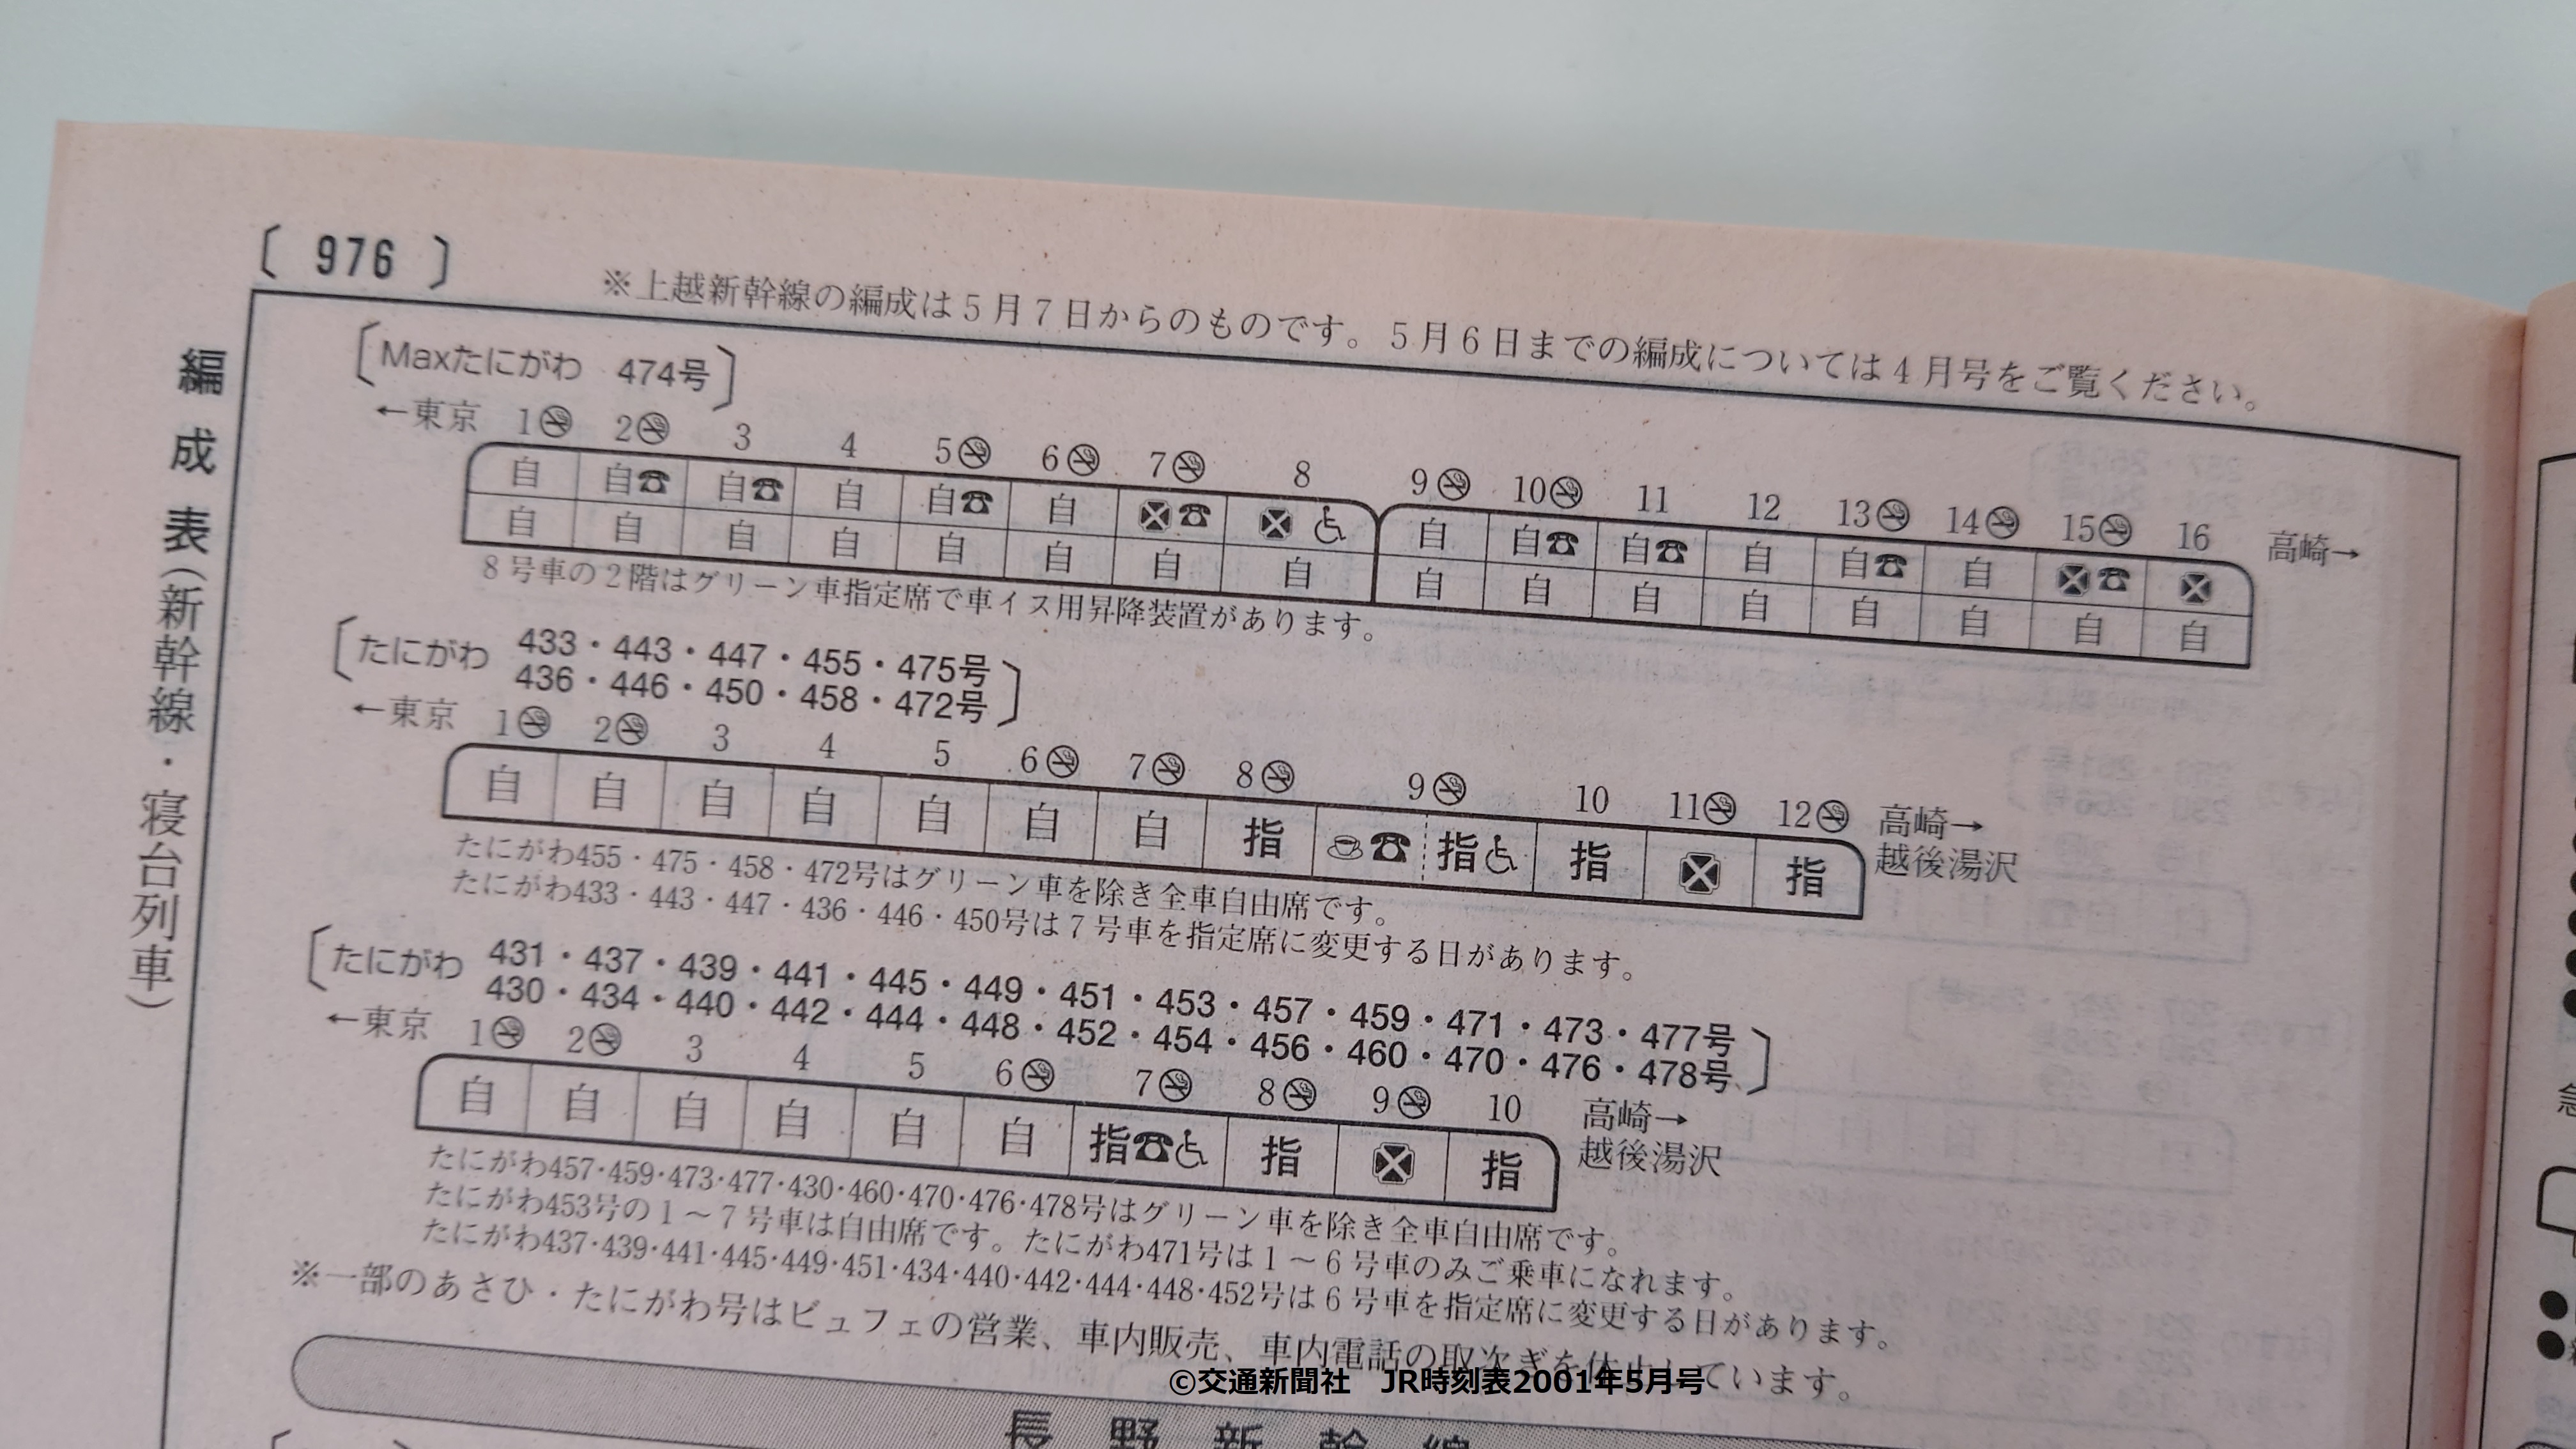 〔 976 〕
※上越新幹線の編成は5月7日からのものです。5月6日までの編成については4月号をご覧ください。
編成表(新幹線・寝台列車)
〔Maxたにがわ 474号〕
←東京 1 2 3 4 5 6 7 8 9 10 11 12 13 14 15 16 高崎→
自 自☎ 自☎ 自 自☎ 自 ☎ ♿ 自 自☎ 自☎ 自 自☎ 自 ☎
自 自 自 自 自 自 自 自 自 自 自 自 自 自 自 自
8号車の2階はグリーン車指定席で車イス用昇降装置があります。
〔たにがわ 433・443・447・455・475号
436・446・450・458・472号〕
←東京 1 2 3 4 5 6 7 8 9 10 11 12 高崎→
越後湯沢
自 自 自 自 自 自 自 指 ☕☎ 指♿ 指 指
たにがわ455・475・458・472号はグリーン車を除き全車自由席です。
たにがわ433・443・447・436・446・450号は7号車を指定席に変更する日があります。
〔たにがわ 431・437・439・441・445・449・451・453・457・459・471・473・477号
430・434・440・442・444・448・452・454・456・460・470・476・478号〕
←東京 1 2 3 4 5 6 7 8 9 10 高崎→
越後湯沢
自 自 自 自 自 自 指☎♿ 指 指
たにがわ457・459・473・477・430・460・470・476・478号はグリーン車を除き全車自由席です。
たにがわ453号の1～7号車は自由席です。たにがわ471号は1～6号車のみご乗車になれます。
たにがわ437・439・441・445・449・451・434・440・442・444・448・452号は6号車を指定席に変更する日があります。
※一部のあさひ・たにがわ号はビュフェの営業、車内販売、車内電話の取次ぎを休止しています。
©交通新聞社 JR時刻表2001年5月号
長野新幹線